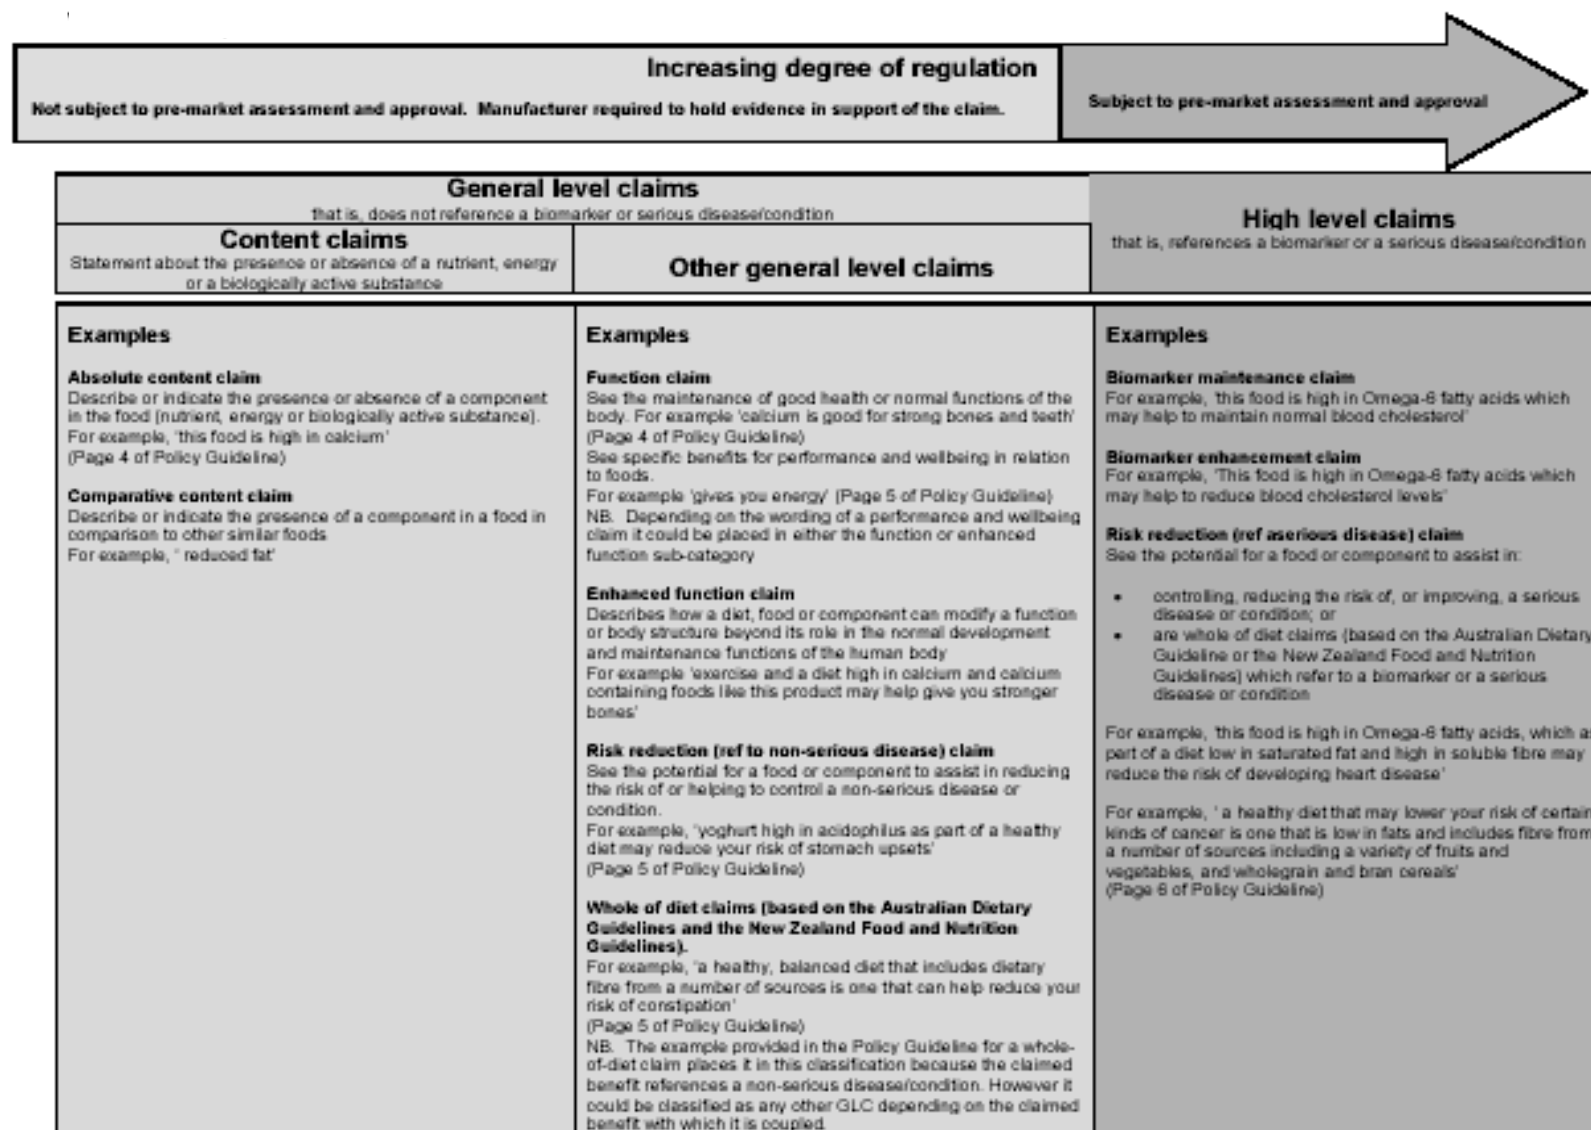 Increasing degree of regulation
Not subject to pre-market assessment and approval.  Manufacturer required to hold evidence in support of the claim.
Subject to pre-market assessment and approval
General level claims
that is, does not reference a biomarker or serious disease/condition
Content claims
Statement about the presence or absence of a nutrient, energy
or a biologically active substance
Other general level claims
High level claims
that is, references a biomarker or a serious disease/condition
Examples
Absolute content claim
Describe or indicate the presence or absence of a component
in the food [nutrient, energy or biologically active substance].
For example, 'this food is high in calcium'
(Page 4 of Policy Guideline)
Comparative content claim
Describe or indicate the presence of a component in a food in
comparison to other similar foods
For example, ' reduced fat'
Examples
Function claim
See the maintenance of good health or normal functions of the
body. For example 'calcium is good for strong bones and teeth'
(Page 4 of Policy Guideline)
See specific benefits for performance and wellbeing in relation
to foods.
For example 'gives you energy' (Page 5 of Policy Guideline)
NB.  Depending on the wording of a performance and wellbeing
claim it could be placed in either the function or enhanced
function sub-category
Enhanced function claim
Describes how a diet, food or component can modify a function
or body structure beyond its role in the normal development
and maintenance functions of the human body
For example 'exercise and a diet high in calcium and calcium
containing foods like this product may help give you stronger
bones'
Risk reduction (ref to non-serious disease) claim
See the potential for a food or component to assist in reducing
the risk of or helping to control a non-serious disease or
condition.
For example, 'yoghurt high in acidophilus as part of a healthy
diet may reduce your risk of stomach upsets'
(Page 5 of Policy Guideline)
Whole of diet claims (based on the Australian Dietary
Guidelines and the New Zealand Food and Nutrition
Guidelines).
For example, 'a healthy, balanced diet that includes dietary
fibre from a number of sources is one that can help reduce your
risk of constipation'
(Page 5 of Policy Guideline)
NB.  The example provided in the Policy Guideline for a whole-
of-diet claim places it in this classification because the claimed
benefit references a non-serious disease/condition. However it
could be classified as any other GLC depending on the claimed
benefit with which it is coupled.
Examples
Biomarker maintenance claim
For example, 'this food is high in Omega-6 fatty acids which
may help to maintain normal blood cholesterol'
Biomarker enhancement claim
For example, 'This food is high in Omega-6 fatty acids which
may help to reduce blood cholesterol levels'
Risk reduction (ref aserious disease) claim
See the potential for a food or component to assist in:
• controlling, reducing the risk of, or improving, a serious
disease or condition; or
• are whole of diet claims (based on the Australian Dietary
Guideline or the New Zealand Food and Nutrition
Guidelines) which refer to a biomarker or a serious
disease or condition
For example, 'this food is high in Omega-6 fatty acids, which as
part of a diet low in saturated fat and high in soluble fibre may
reduce the risk of developing heart disease'
For example, ' a healthy diet that may lower your risk of certain
kinds of cancer is one that is low in fats and includes fibre from
a number of sources including a variety of fruits and
vegetables, and wholegrain and bran cereals'
(Page 6 of Policy Guideline)